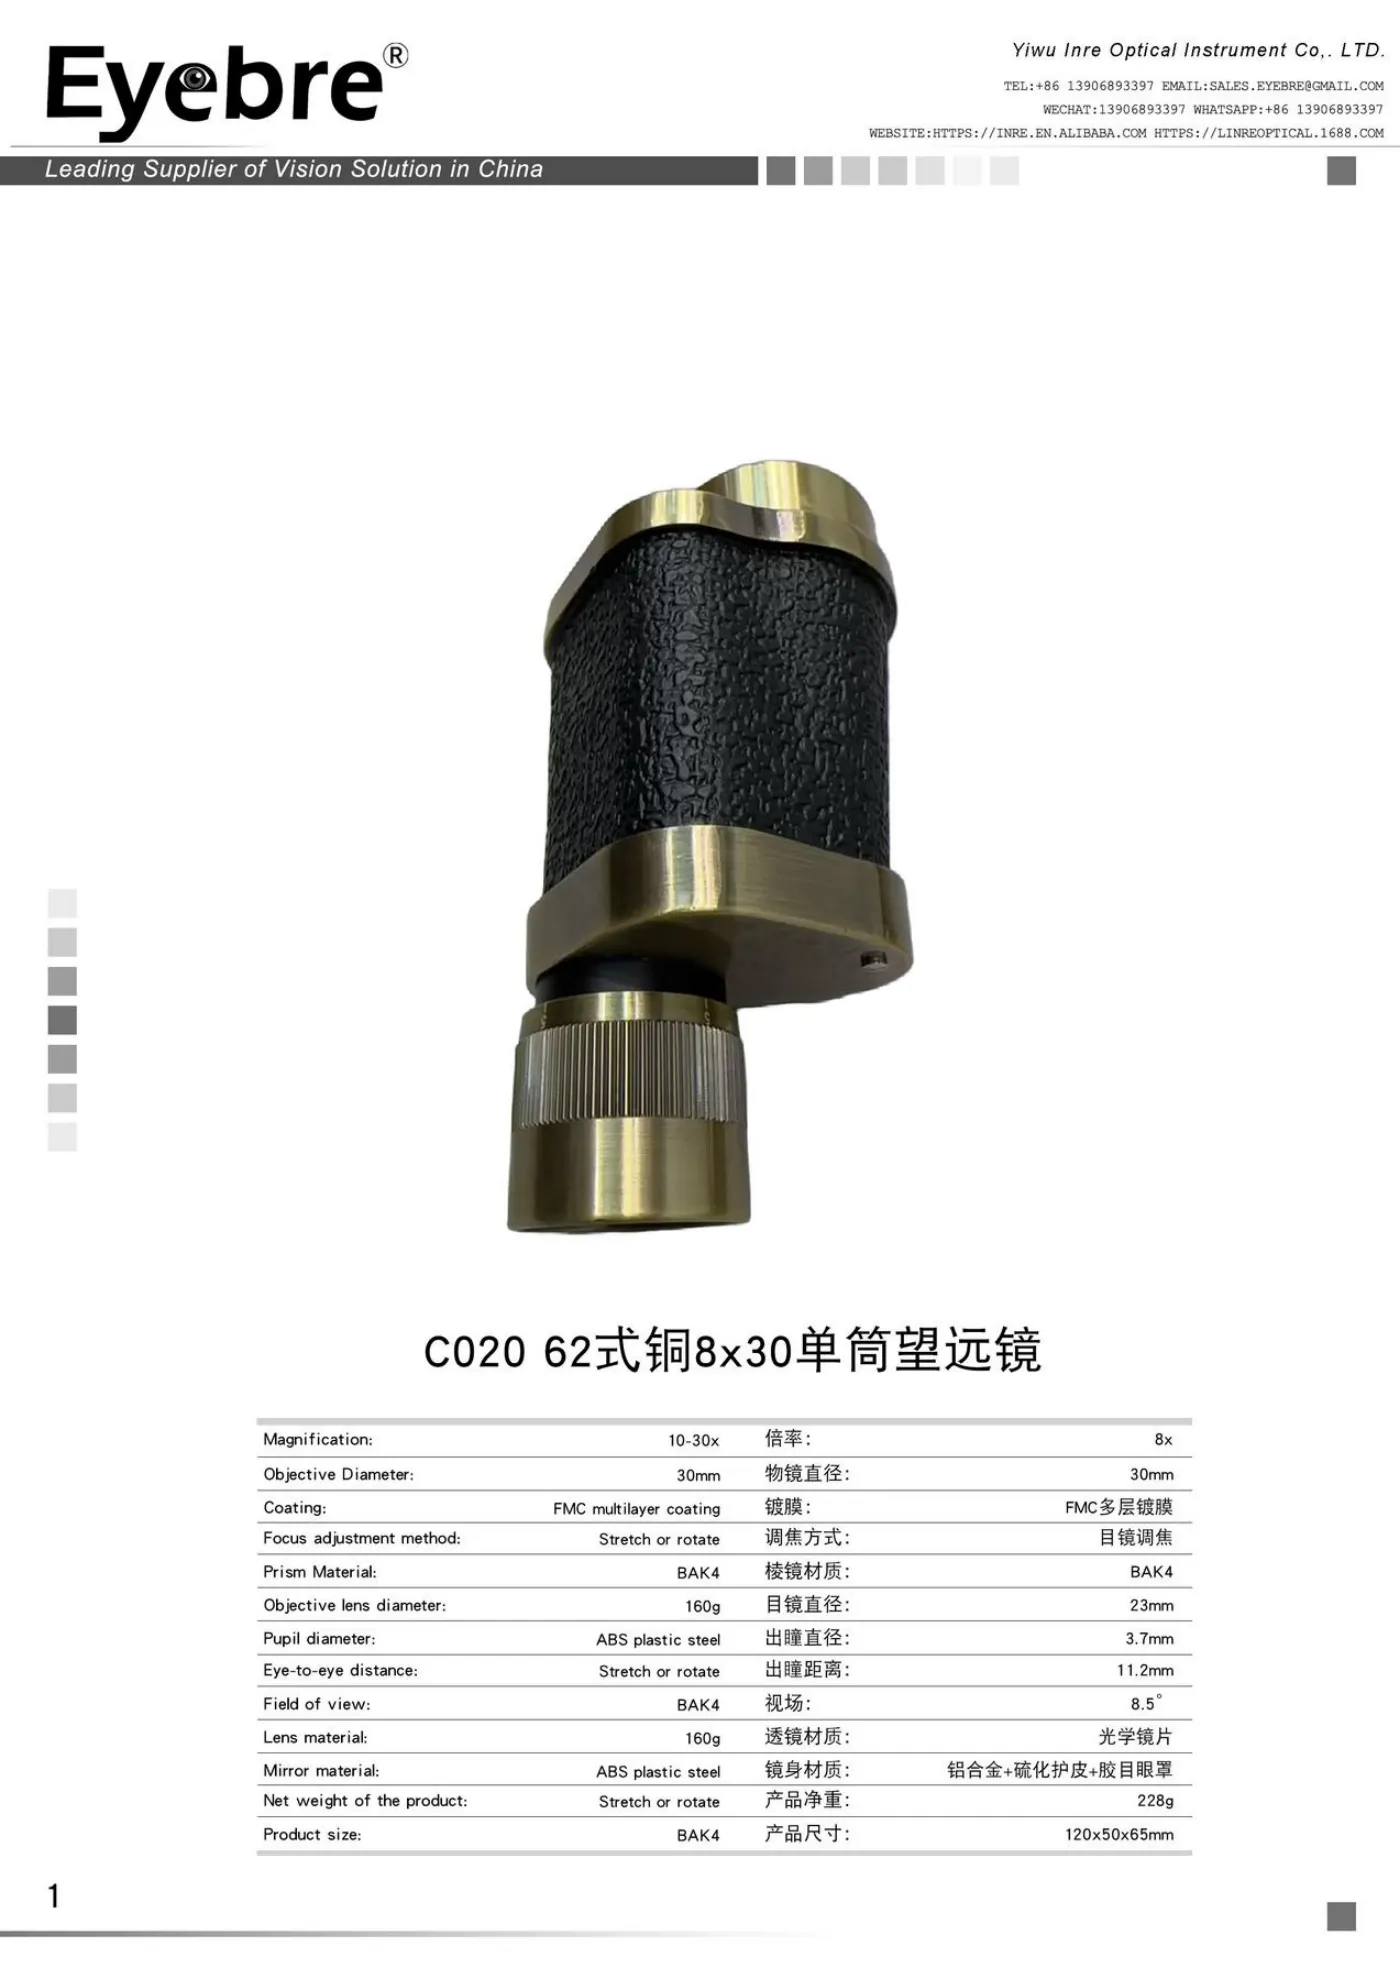 Eyebre®
Yiwu Inre Optical Instrument Co,. LTD.
TEL:+86 13906893397 EMAIL:SALES.EYEBRE@GMAIL.COM
WECHAT:13906893397 WHATSAPP:+86 13906893397
WEBSITE:HTTPS://INRE.EN.ALIBABA.COM HTTPS://LINREOPTICAL.1688.COM
Leading Supplier of Vision Solution in China
C020 62式铜8x30单筒望远镜
Magnification: 10-30x 倍率: 8x
Objective Diameter: 30mm 物镜直径: 30mm
Coating: FMC multilayer coating 镀膜: FMC多层镀膜
Focus adjustment method: Stretch or rotate 调焦方式: 目镜调焦
Prism Material: BAK4 棱镜材质: BAK4
Objective lens diameter: 160g 目镜直径: 23mm
Pupil diameter: ABS plastic steel 出瞳直径: 3.7mm
Eye-to-eye distance: Stretch or rotate 出瞳距离: 11.2mm
Field of view: BAK4 视场: 8.5°
Lens material: 160g 透镜材质: 光学镜片
Mirror material: ABS plastic steel 镜身材质: 铝合金+硫化护皮+胶目眼罩
Net weight of the product: Stretch or rotate 产品净重: 228g
Product size: BAK4 产品尺寸: 120x50x65mm
1